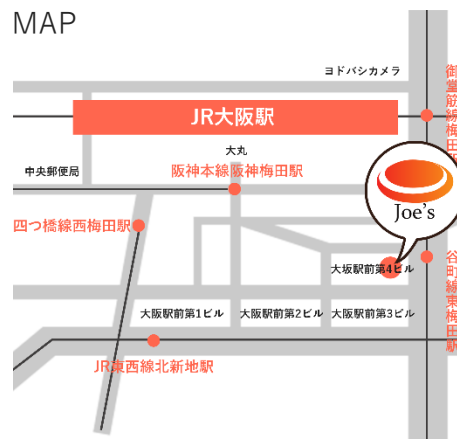 MAP
ヨドバシカメラ
御堂筋線梅田
JR大阪駅
大丸
中央郵便局
阪神本線阪神梅田駅
Joe's
四つ橋線西梅田駅
谷町線東梅田駅
大坂駅前第4ビル
大阪駅前第1ビル
大阪駅前第2ビル
大阪駅前第3ビル
JR東西線北新地駅